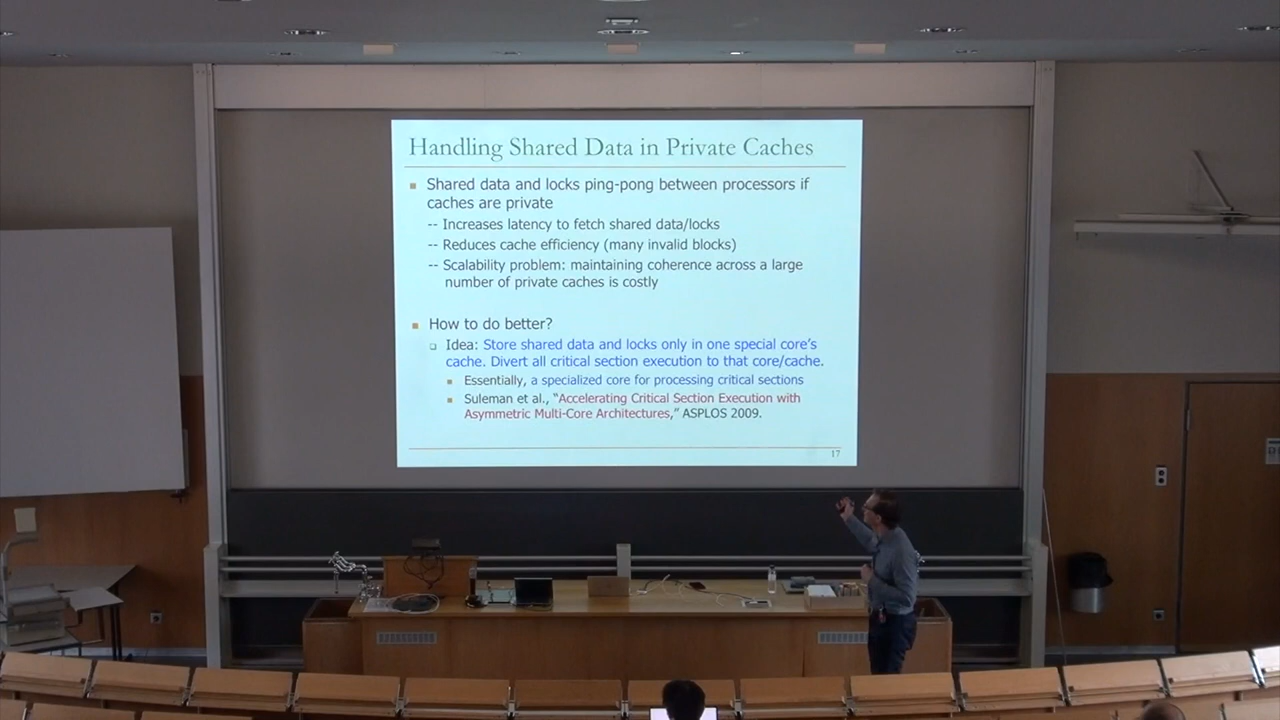 Handling Shared Data in Private Caches
Shared data and locks ping-pong between processors if
caches are private
-- Increases latency to fetch shared data/locks
-- Reduces cache efficiency (many invalid blocks)
-- Scalability problem: maintaining coherence across a large
number of private caches is costly
How to do better?
Idea: Store shared data and locks only in one special core's
cache. Divert all critical section execution to that core/cache.
Essentially, a specialized core for processing critical sections
Suleman et al., “Accelerating Critical Section Execution with
Asymmetric Multi-Core Architectures,” ASPLOS 2009.
17